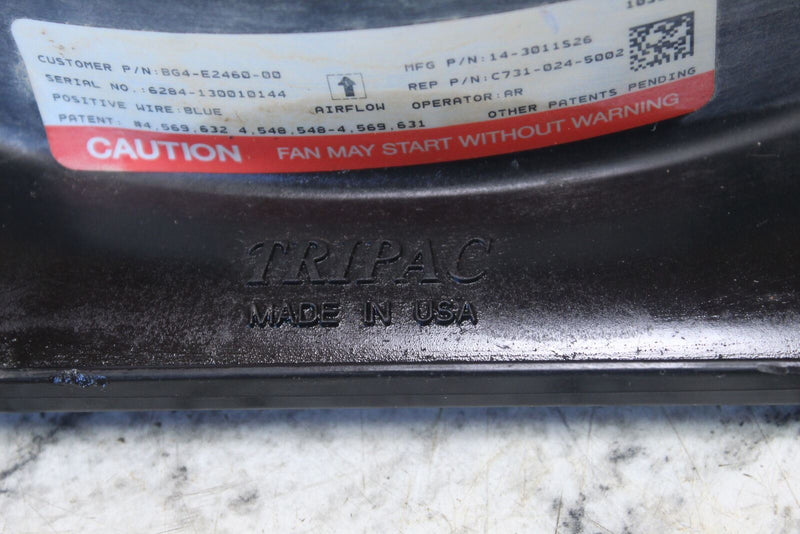 CUSTOMER P/N:BG4-E2460-00 MFG P/N:14-3011526
SERIAL NO.:6284-130010144 AIRFLOW REP P/N:C731-024-5002
POSITIVE WIRE:BLUE OPERATOR:AR
PATENT: #4,569,632 4,548,548-4,569,631 OTHER PATENTS PENDING
CAUTION FAN MAY START WITHOUT WARNING
TRIPAC
MADE IN USA